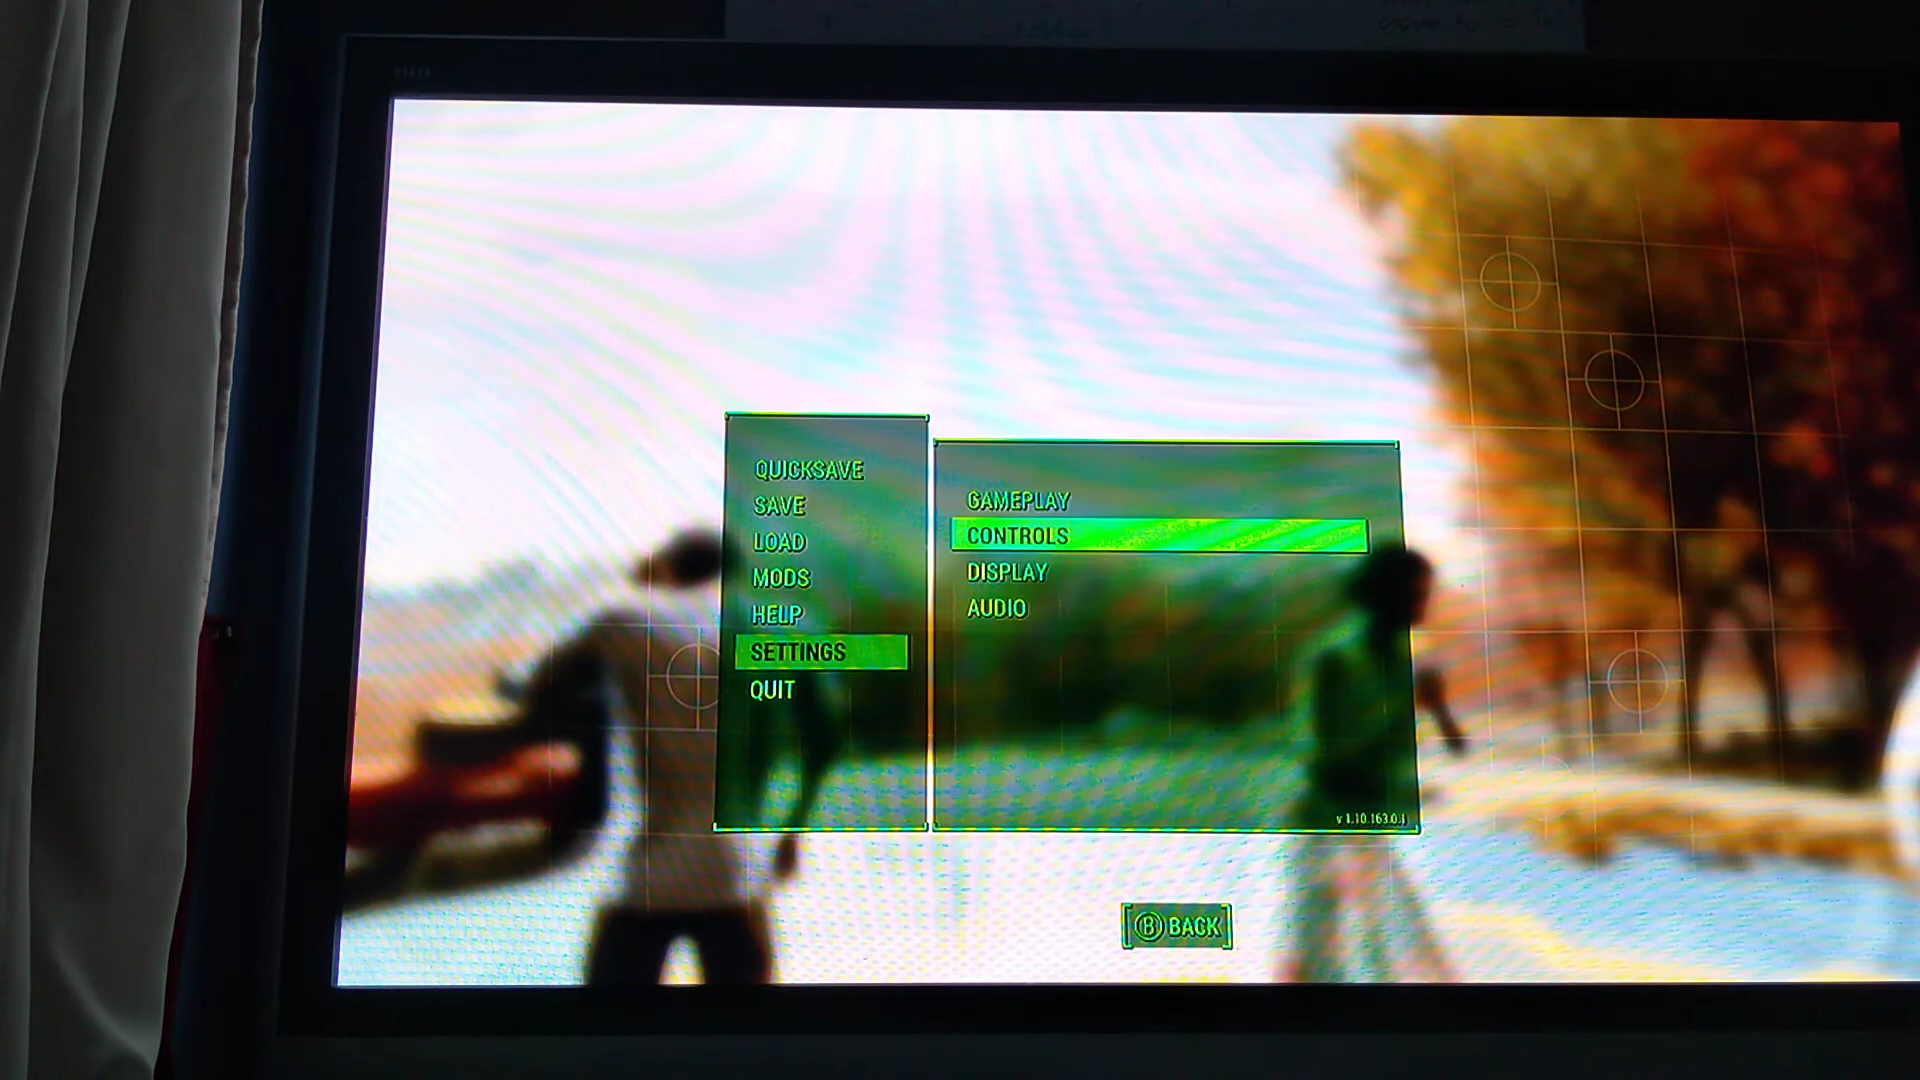 QUICKSAVE
SAVE
LOAD
MODS
HELP
SETTINGS
QUIT
GAMEPLAY
CONTROLS
DISPLAY
AUDIO
v 1.10.163.0.1
B BACK